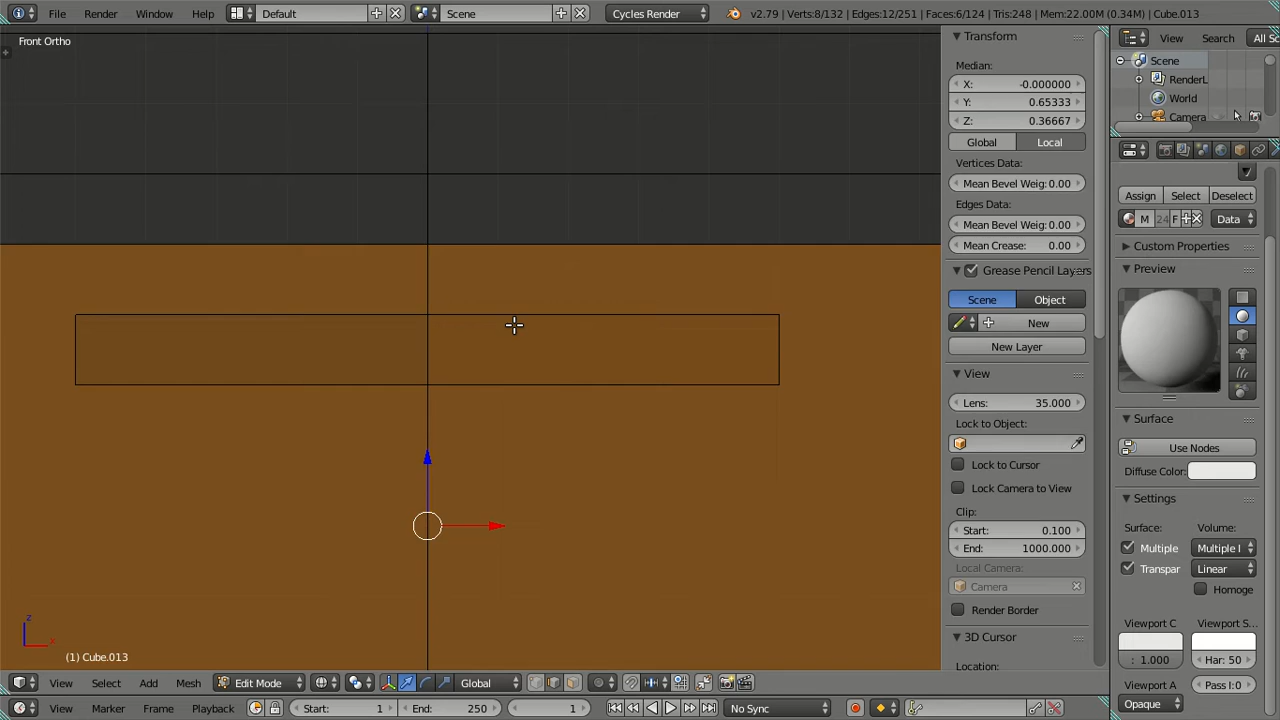 File Render Window Help Default Scene Cycles Render v2.79 | Verts:8/132 | Edges:12/251 | Faces:6/124 | Tris:248 | Mem:22.00M (0.34M) | Cube.013
Front Ortho
Transform
Median:
X: -0.000000
Y: 0.65333
Z: 0.36667
Global Local
Vertices Data:
Mean Bevel Weig: 0.00
Edges Data:
Mean Bevel Weig: 0.00
Mean Crease: 0.00
Grease Pencil Layers
Scene Object
New
New Layer
View
Lens: 35.000
Lock to Object:
Lock to Cursor
Lock Camera to View
Clip:
Start: 0.100
End: 1000.000
Local Camera:
Camera
Render Border
3D Cursor
Location:
View Search All Sc
Scene
RenderL
World
Camera
Assign Select Deselect
M 24 F Data
Custom Properties
Preview
Surface
Use Nodes
Diffuse Color:
Settings
Surface: Volume:
Multiple Multiple I
Transpar Linear
Homoge
Viewport C Viewport S...
: 1.000 Har: 50
Viewport A Pass I: 0
Opaque
z
x
(1) Cube.013
View Select Add Mesh Edit Mode Global
View Marker Frame Playback Start: 1 End: 250 1 No Sync